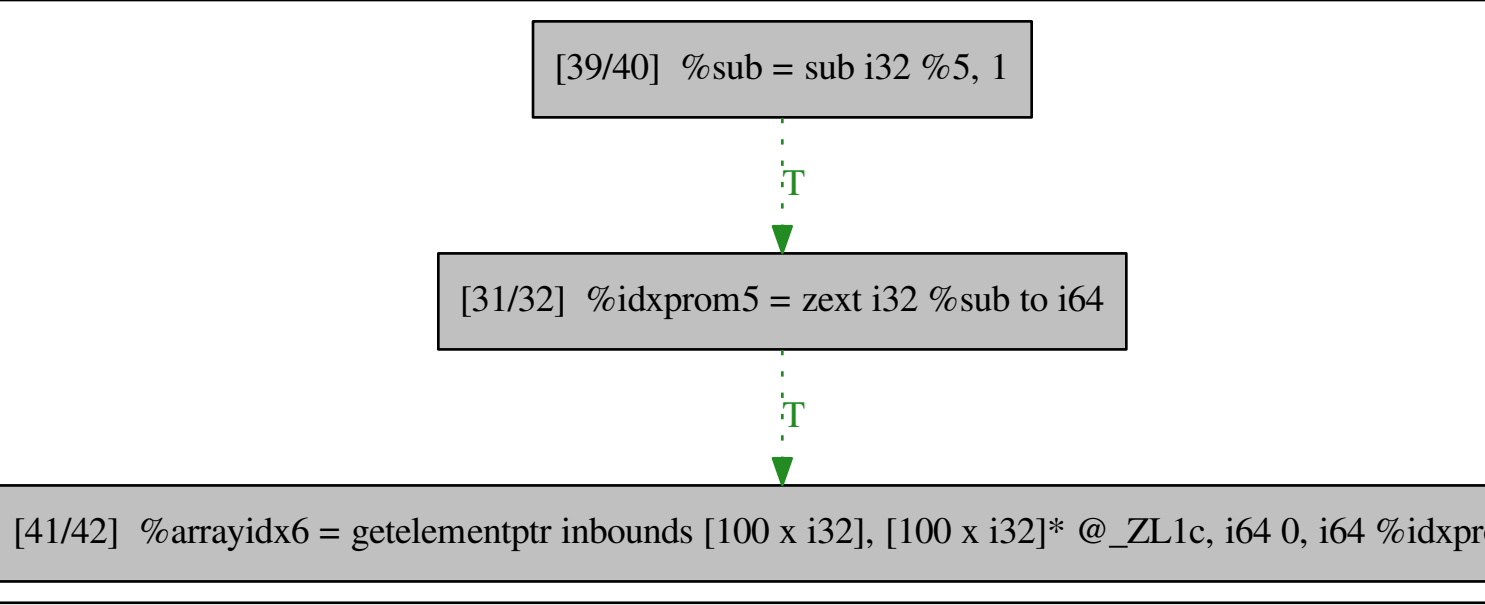 [39/40] %sub = sub i32 %5, 1
T
[31/32] %idxprom5 = zext i32 %sub to i64
T
[41/42] %arrayidx6 = getelementptr inbounds [100 x i32], [100 x i32]* @_ZL1c, i64 0, i64